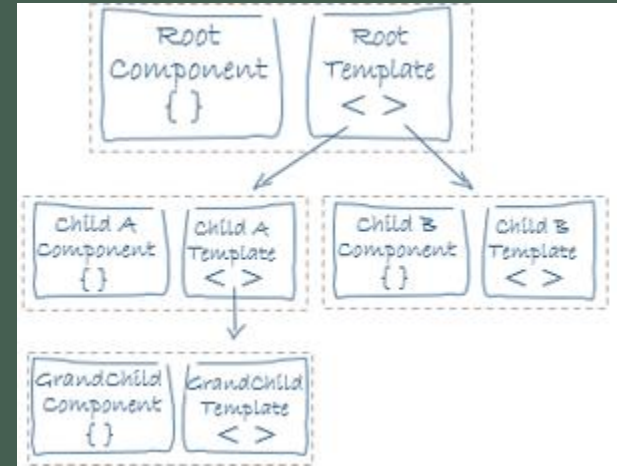 Root
Component
{ }
Root
Template
< >
Child A
Component
{ }
Child A
Template
< >
Child B
Component
{ }
Child B
Template
< >
GrandChild
Component
{ }
GrandChild
Template
< >